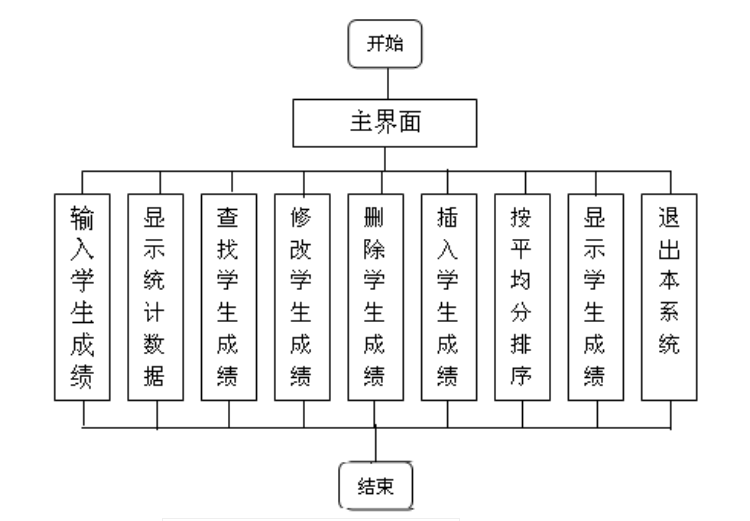 开始
主界面
输入学生成绩
显示统计数据
查找学生成绩
修改学生成绩
删除学生成绩
插入学生成绩
按平均分排序
显示学生成绩
退出本系统
结束